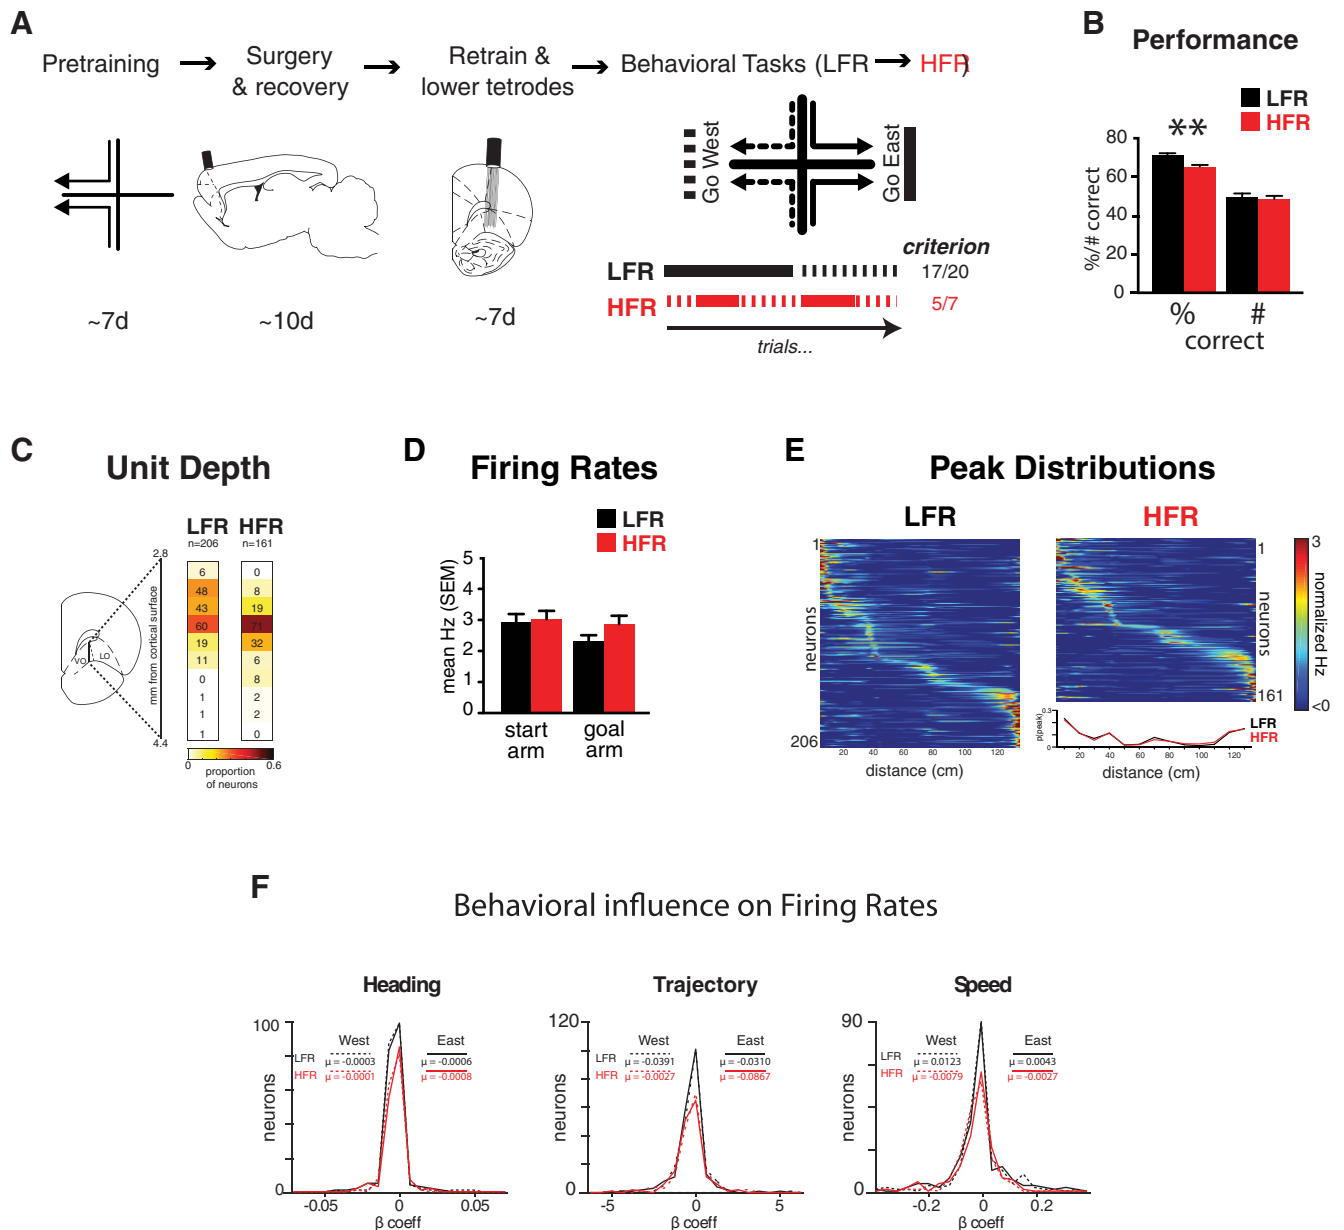 A
Pretraining
Surgery
& recovery
Retrain &
lower tetrodes
Behavioral Tasks (LFR
HFR)
Go West
Go East
criterion
LFR
17/20
HFR
5/7
trials...
~7d
~10d
~7d
B
Performance
LFR
HFR
**
%/# correct
80
60
40
20
0
%
#
correct
C
Unit Depth
LFR
HFR
n=206
n=161
2.8
mm from cortical surface
4.4
VO
LO
6
0
48
8
43
19
60
71
19
32
11
6
0
8
1
2
1
2
1
0
0
0.6
proportion
of neurons
D
Firing Rates
LFR
HFR
mean Hz (SEM)
5
4
3
2
1
0
start
arm
goal
arm
E
Peak Distributions
LFR
HFR
1
neurons
206
20
40
60
80
100
120
distance (cm)
1
neurons
161
3
normalized Hz
<0
0.3
p(peak)
0
LFR
HFR
20
40
60
80
100
120
distance (cm)
F
Behavioral influence on Firing Rates
Heading
100
neurons
0
West
East
LFR
μ = -0.0003
μ = -0.0006
HFR
μ = -0.0001
μ = -0.0008
-0.05
0
0.05
β coeff
Trajectory
120
neurons
0
West
East
LFR
μ = -0.0391
μ = -0.0310
HFR
μ = -0.0027
μ = -0.0867
-5
0
5
β coeff
Speed
90
neurons
0
West
East
LFR
μ = 0.0123
μ = 0.0043
HFR
μ = -0.0079
μ = -0.0027
-0.2
0
0.2
β coeff